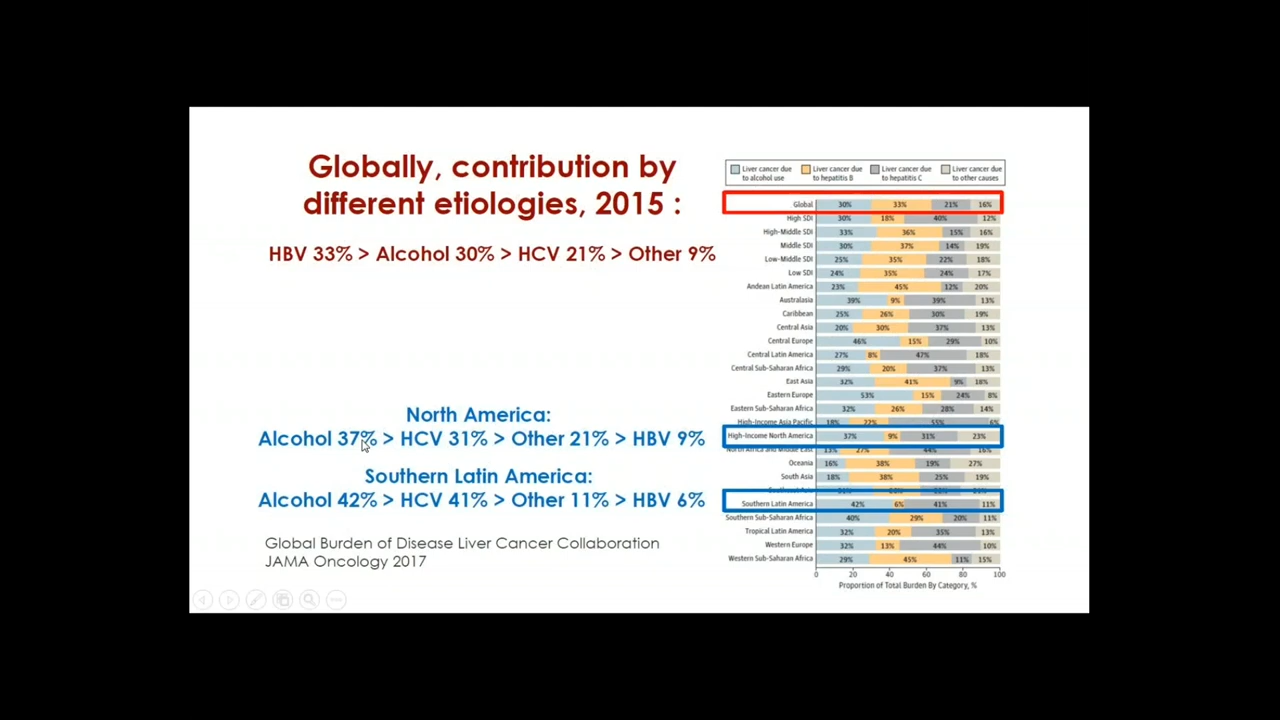 Globally, contribution by
different etiologies, 2015 :
HBV 33% > Alcohol 30% > HCV 21% > Other 9%
North America:
Alcohol 37% > HCV 31% > Other 21% > HBV 9%
Southern Latin America:
Alcohol 42% > HCV 41% > Other 11% > HBV 6%
Global Burden of Disease Liver Cancer Collaboration
JAMA Oncology 2017
Liver cancer due to alcohol use
Liver cancer due to hepatitis B
Liver cancer due to hepatitis C
Liver cancer due to other causes
Global 30% 33% 21% 16%
High SDI 30% 18% 40% 12%
High-Middle SDI 33% 36% 15% 16%
Middle SDI 30% 37% 14% 19%
Low-Middle SDI 25% 35% 22% 18%
Low SDI 24% 35% 24% 17%
Andean Latin America 23% 45% 12% 20%
Australasia 39% 9% 39% 13%
Caribbean 25% 26% 30% 19%
Central Asia 20% 30% 37% 13%
Central Europe 46% 15% 29% 10%
Central Latin America 27% 8% 47% 18%
Central Sub-Saharan Africa 29% 20% 37% 13%
East Asia 32% 41% 9% 18%
Eastern Europe 53% 15% 24% 8%
Eastern Sub-Saharan Africa 32% 26% 28% 14%
High-Income Asia Pacific 18% 22% 55% 6%
High-Income North America 37% 9% 31% 23%
North Africa and Middle East 13% 27% 44% 16%
Oceania 16% 38% 19% 27%
South Asia 18% 38% 25% 19%
Southern Latin America 42% 6% 41% 11%
Southern Sub-Saharan Africa 40% 29% 20% 11%
Tropical Latin America 32% 20% 35% 13%
Western Europe 32% 13% 44% 10%
Western Sub-Saharan Africa 29% 45% 11% 15%
0 20 40 60 80 100
Proportion of Total Burden By Category, %